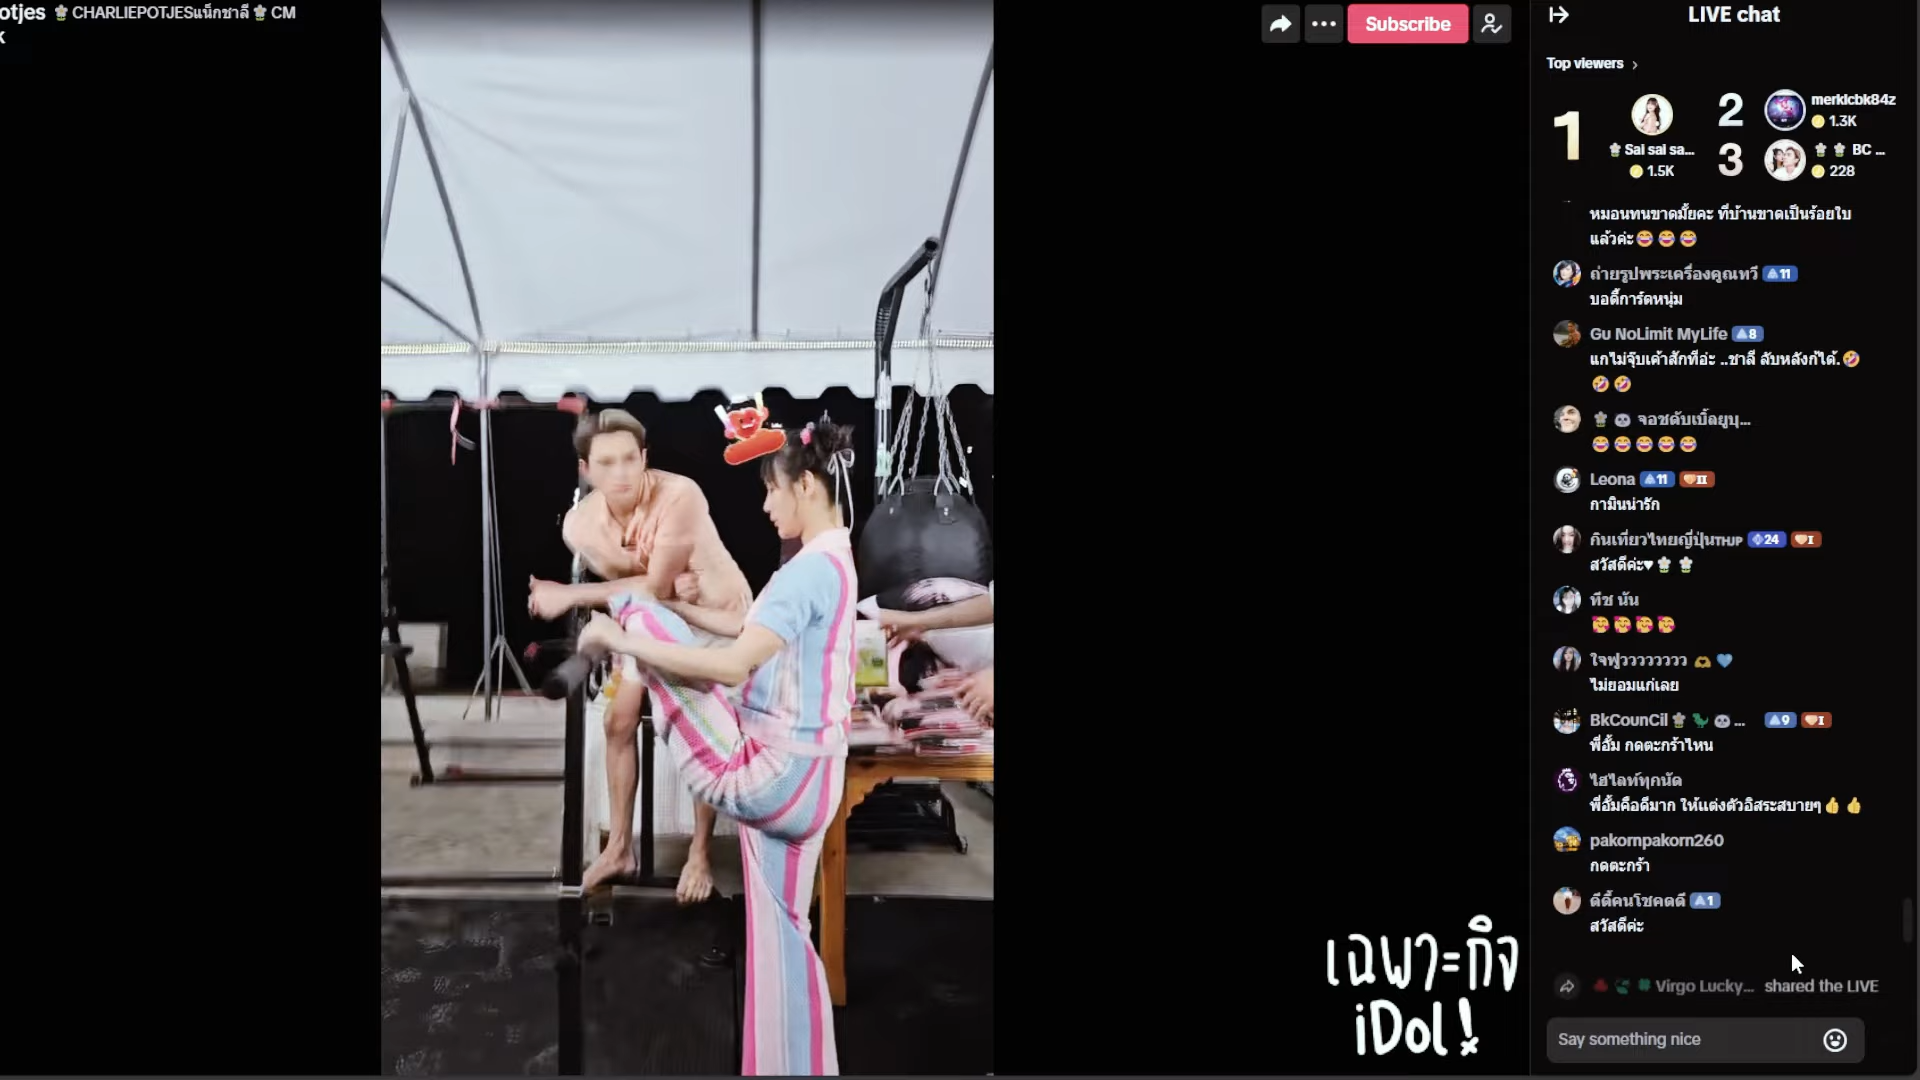 otjes CHARLIEPOTJESแน็กชาลี CM
k
Subscribe
LIVE chat
Top viewers
1
Sai sai sa...
1.5K
2
merklcbk84z
1.3K
3
BC ...
228
หมอนทนขาดมั้ยคะ ที่บ้านขาดเป็นร้อยใบ
แล้วค่ะ😂😂😂
ถ่ายรูปพระเครื่องคูณทวี 11
บอดี้การ์ดหนุ่ม
Gu NoLimit MyLife 8
แกไม่จุ๊บเค้าสักทีอ่ะ ..ชาลี ลับหลังก้ได้.🤣
🤣🤣
จอชดับเบิ้ลยูบุ...
😂😂😂😂😂
Leona 11 II
กามินน่ารัก
กินเที่ยวไทยญี่ปุ่นTHJP 24 I
สวัสดีค่ะ♥
ทีช นัน
🥰🥰🥰🥰
ใจฟูวววววววว 🫶💙
ไม่ยอมแก่เลย
BkCounCil ... 9 I
พี่อั้ม กดตะกร้าไหน
ไฮไลท์ทุกนัด
พี่อั้มคือดีมาก ให้แต่งตัวอิสระสบายๆ👍👍
pakornpakorn260
กดตะกร้า
ดีดี้คนโชคดดี 1
สวัสดีค่ะ
Virgo Lucky... shared the LIVE
Say something nice
เฉพาะกิจ
iDol!